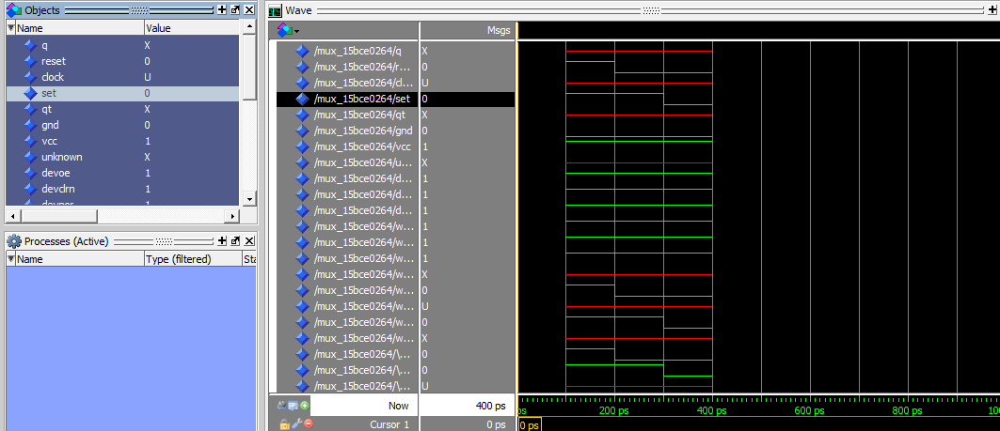 Objects
Name Value
q X
reset 0
clock U
set 0
qt X
gnd 0
vcc 1
unknown X
devoe 1
devclrn 1
devpor 1
Processes (Active)
Name Type (filtered) Sta
Wave
Msgs
/mux_15bce0264/q X
/mux_15bce0264/r... 0
/mux_15bce0264/cl... U
/mux_15bce0264/set 0
/mux_15bce0264/qt X
/mux_15bce0264/gnd 0
/mux_15bce0264/vcc 1
/mux_15bce0264/u... X
/mux_15bce0264/d... 1
/mux_15bce0264/d... 1
/mux_15bce0264/d... 1
/mux_15bce0264/w... 1
/mux_15bce0264/w... 1
/mux_15bce0264/w... 1
/mux_15bce0264/w... X
/mux_15bce0264/w... 0
/mux_15bce0264/w... U
/mux_15bce0264/w... 0
/mux_15bce0264/w... X
/mux_15bce0264/\... 0
/mux_15bce0264/\... 0
/mux_15bce0264/\... U
Now 400 ps
ps 200 ps 400 ps 600 ps 800 ps 100
Cursor 1 0 ps
0 ps